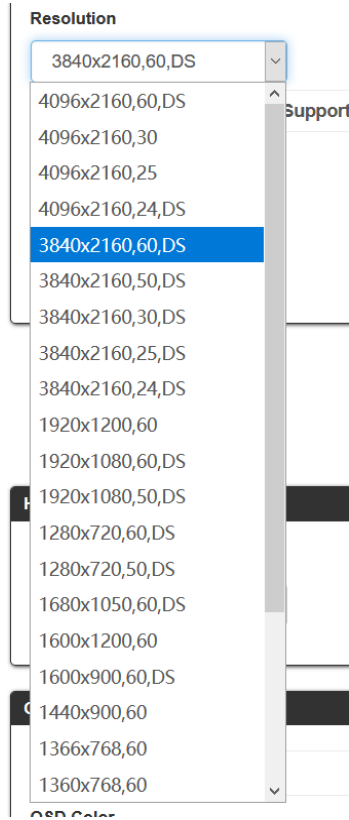 Resolution
3840x2160,60,DS
4096x2160,60,DS
Support
4096x2160,30
4096x2160,25
4096x2160,24,DS
3840x2160,60,DS
3840x2160,50,DS
3840x2160,30,DS
3840x2160,25,DS
3840x2160,24,DS
1920x1200,60
1920x1080,60,DS
1920x1080,50,DS
1280x720,60,DS
1280x720,50,DS
1680x1050,60,DS
1600x1200,60
1600x900,60,DS
1440x900,60
1366x768,60
1360x768,60
OSD Color